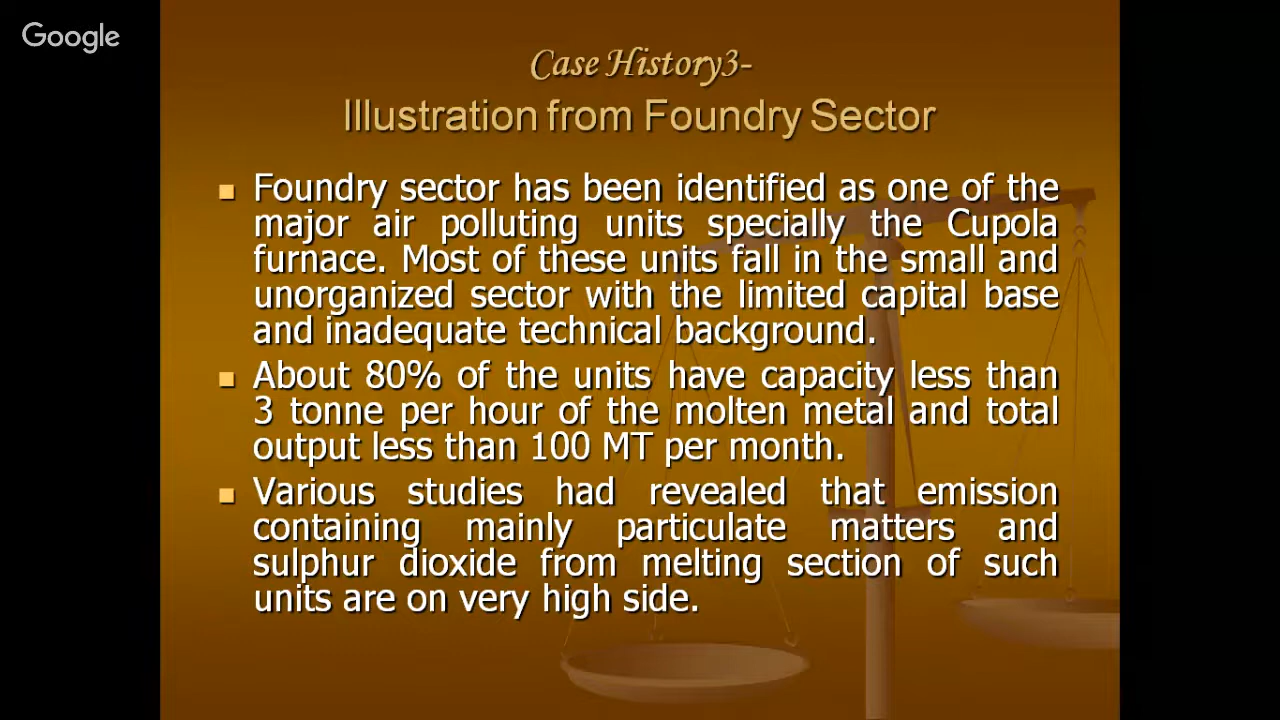 Google
Case History3-
Illustration from Foundry Sector
Foundry sector has been identified as one of the
major air polluting units specially the Cupola
furnace. Most of these units fall in the small and
unorganized sector with the limited capital base
and inadequate technical background.
About 80% of the units have capacity less than
3 tonne per hour of the molten metal and total
output less than 100 MT per month.
Various studies had revealed that emission
containing mainly particulate matters and
sulphur dioxide from melting section of such
units are on very high side.